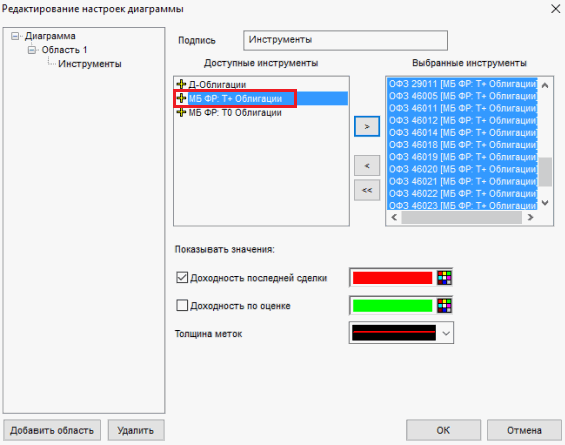 Редактирование настроек диаграммы
Диаграмма
Область 1
Инструменты
Подпись
Инструменты
Доступные инструменты
Д-Облигации
МБ ФР: Т+ Облигации
МБ ФР: Т0 Облигации
>
<
<<
Выбранные инструменты
ОФЗ 29011 [МБ ФР: Т+ Облигации]
ОФЗ 46005 [МБ ФР: Т+ Облигации]
ОФЗ 46011 [МБ ФР: Т+ Облигации]
ОФЗ 46012 [МБ ФР: Т+ Облигации]
ОФЗ 46014 [МБ ФР: Т+ Облигации]
ОФЗ 46018 [МБ ФР: Т+ Облигации]
ОФЗ 46019 [МБ ФР: Т+ Облигации]
ОФЗ 46020 [МБ ФР: Т+ Облигации]
ОФЗ 46021 [МБ ФР: Т+ Облигации]
ОФЗ 46022 [МБ ФР: Т+ Облигации]
ОФЗ 46023 [МБ ФР: Т+ Облигации]
Показывать значения:
Доходность последней сделки
Доходность по оценке
Толщина меток
Добавить область
Удалить
ОК
Отмена